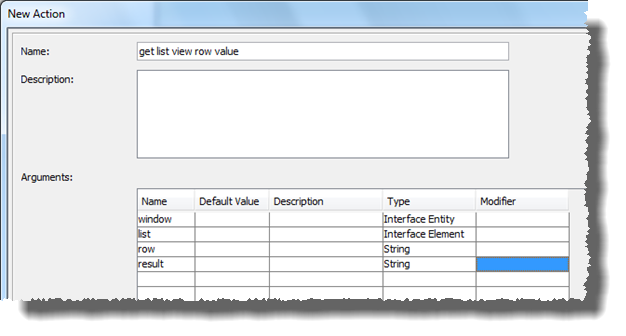 New Action
Name: get list view row value
Description:
Arguments:
Name Default Value Description Type Modifier
window Interface Entity
list Interface Element
row String
result String